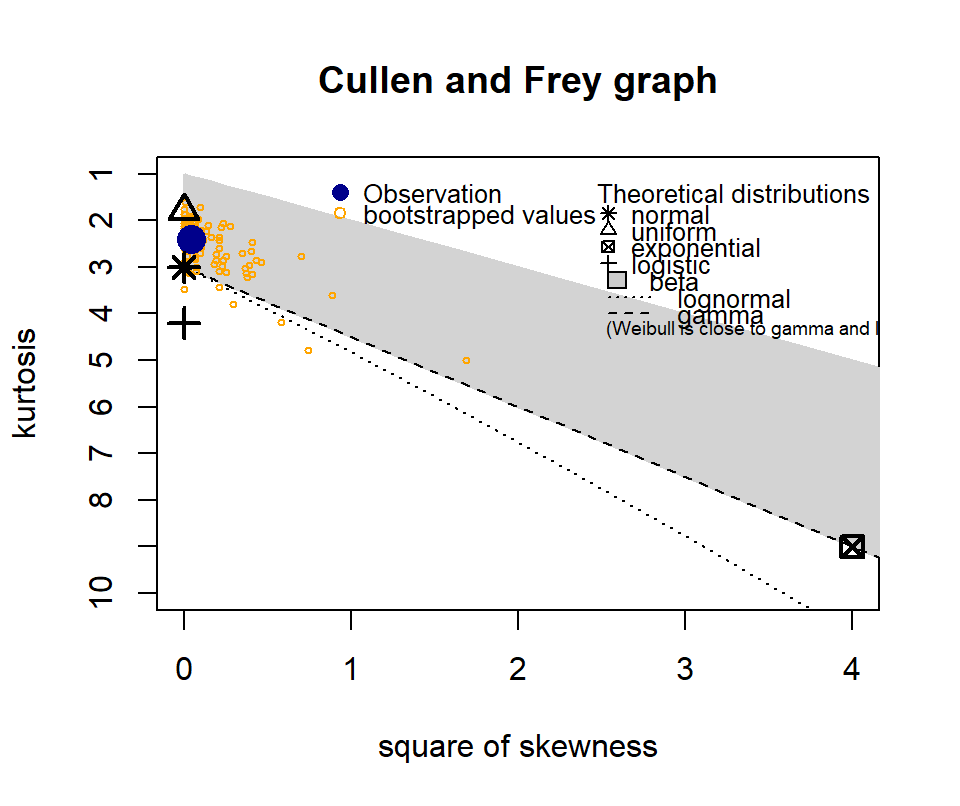 Cullen and Frey graph
Observation
bootstrapped values
Theoretical distributions
normal
uniform
exponential
logistic
beta
lognormal
gamma
(Weibull is close to gamma and l
kurtosis
1
2
3
4
5
6
7
8
10
0
1
2
3
4
square of skewness